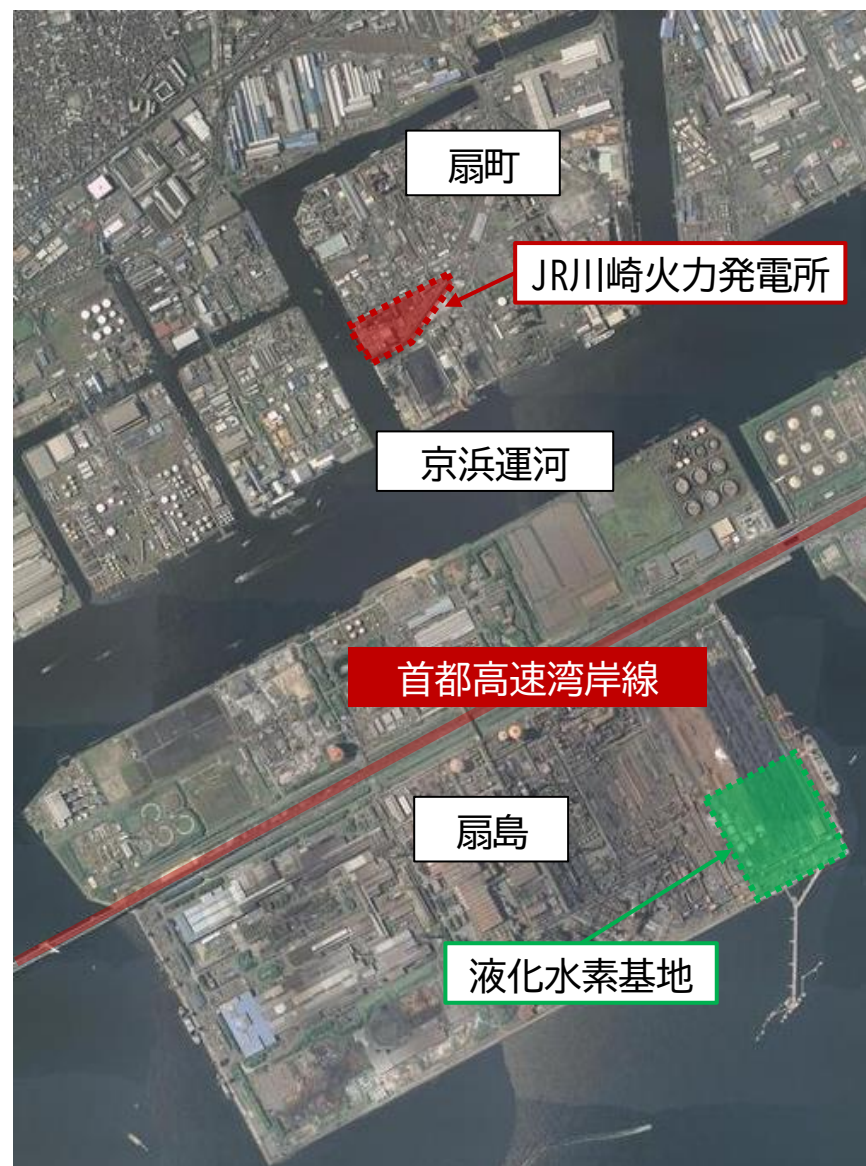 扇町
JR川崎火力発電所
京浜運河
首都高速湾岸線
扇島
液化水素基地